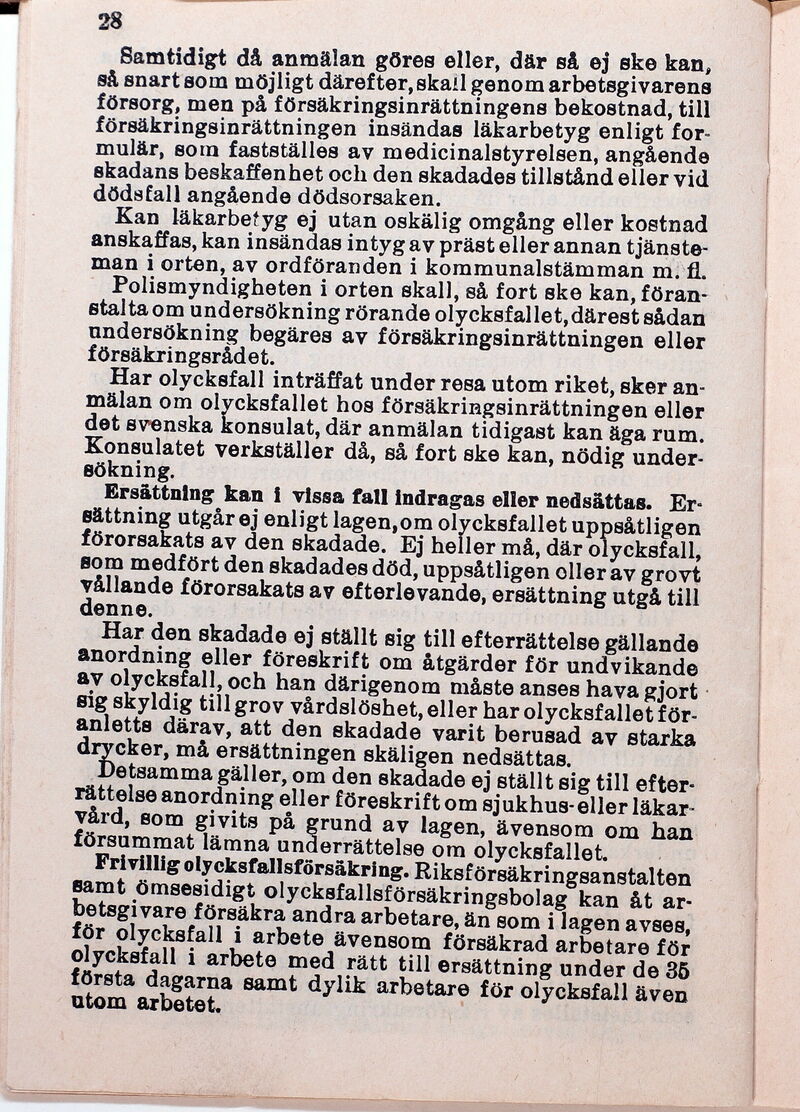 28
Samtidigt då anmälan göres eller, där så ej ske kan,
så snart som möjligt därefter, skall genom arbetsgivarens
försorg, men på försäkringsinrättningens bekostnad, till
försäkringsinrättningen insändas läkarbetyg enligt for-
mulär, som fastställes av medicinalstyrelsen, angående
skadans beskaffenhet och den skadades tillstånd eller vid
dödsfall angående dödsorsaken.
Kan läkarbetyg ej utan oskälig omgång eller kostnad
anskaffas, kan insändas intyg av präst eller annan tjänste-
man i orten, av ordföranden i kommunalstämman m. fl.
Polismyndigheten i orten skall, så fort ske kan, föran-
stalta om undersökning rörande olycksfallet, därest sådan
undersökning begäres av försäkringsinrättningen eller
försäkringsrådet.
Har olycksfall inträffat under resa utom riket, sker an-
mälan om olycksfallet hos försäkringsinrättningen eller
det svenska konsulat, där anmälan tidigast kan äga rum.
Konsulatet verkställer då, så fort ske kan, nödig under-
sökning.
Ersättning kan i vissa fall indragas eller nedsättas. Er-
sättning utgår ej enligt lagen, om olycksfallet uppsåtligen
förorsakats av den skadade. Ej heller må, där olycksfall,
som medfört den skadades död, uppsåtligen eller av grovt
vållande förorsakats av efterlevande, ersättning utgå till
denne.
Har den skadade ej ställt sig till efterrättelse gällande
anordning eller föreskrift om åtgärder för undvikande
av olycksfall, och han därigenom måste anses hava gjort
sig skyldig till grov vårdslöshet, eller har olycksfallet för-
anletts därav, att den skadade varit berusad av starka
drycker, må ersättningen skäligen nedsättas.
Detsamma gäller, om den skadade ej ställt sig till efter-
rättelse anordning eller föreskrift om sjukhus- eller läkar-
vård, som givits på grund av lagen, ävensom om han
försummat lämna underrättelse om olycksfallet.
Frivillig olycksfallsförsäkring. Riksförsäkringsanstalten
samt ömsesidigt olycksfallsförsäkringsbolag kan åt ar-
betsgivare försäkra andra arbetare, än som i lagen avses,
för olycksfall i arbete ävensom försäkrad arbetare för
olycksfall i arbete med rätt till ersättning under de 35
första dagarna samt dylik arbetare för olycksfall även
utom arbetet.